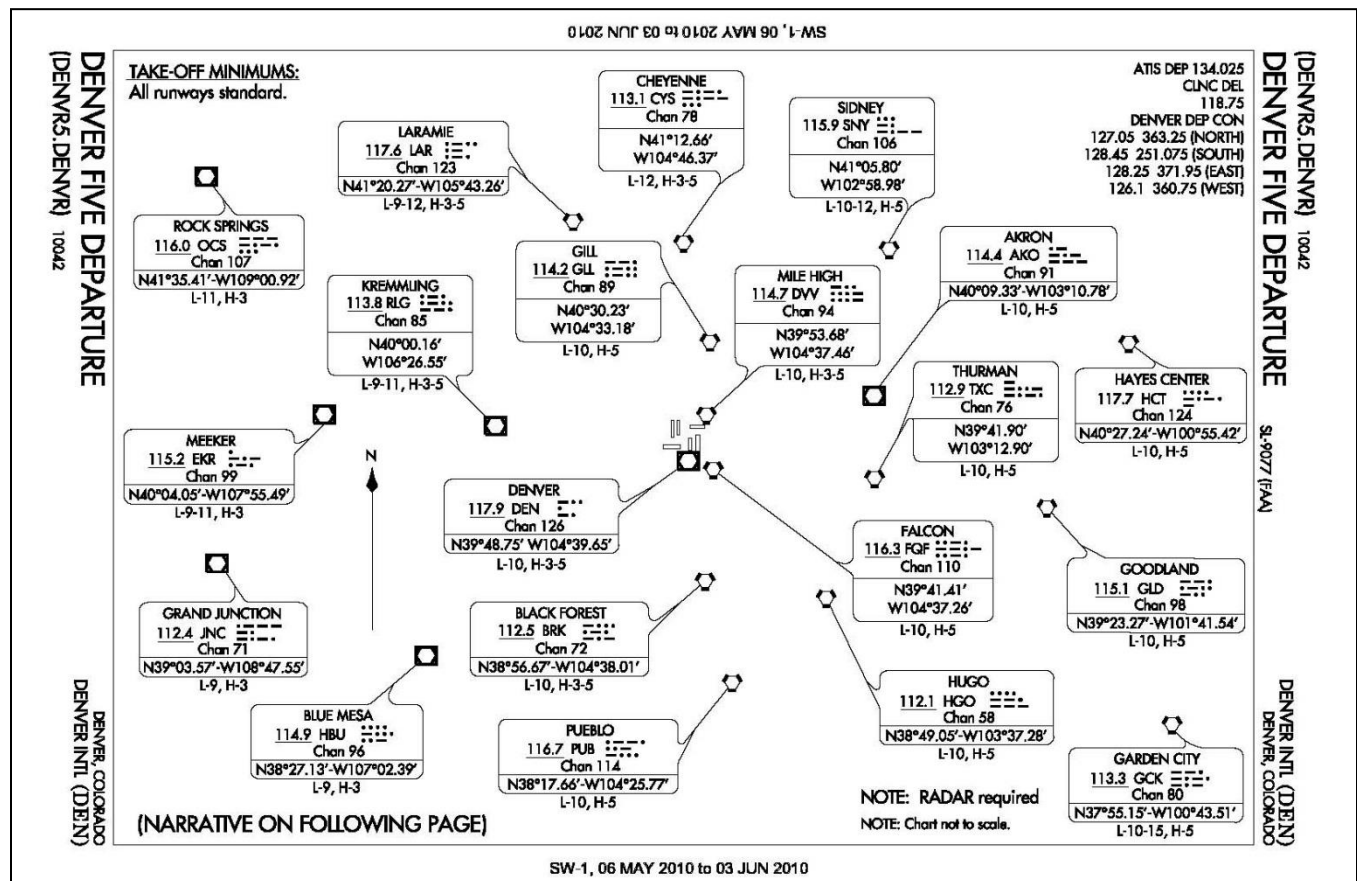 SW-1, 06 MAY 2010 to 03 JUN 2010
(DENVR5.DENVR) 10042
DENVER FIVE DEPARTURE
TAKE-OFF MINIMUMS:
All runways standard.
ATIS DEP 134.025
CLNC DEL
118.75
DENVER DEP CON
127.05 363.25 (NORTH)
128.45 251.075 (SOUTH)
128.25 371.95 (EAST)
126.1 360.75 (WEST)
(DENVR5.DENVR) 10042
DENVER FIVE DEPARTURE
SL-9077 (FAA)
CHEYENNE
113.1 CYS
Chan 78
N41°12.66′
W104°46.37′
L-12, H-3-5
SIDNEY
115.9 SNY
Chan 106
N41°05.80′
W102°58.98′
L-10-12, H-5
LARAMIE
117.6 LAR
Chan 123
N41°20.27′-W105°43.26′
L-9-12, H-3-5
ROCK SPRINGS
116.0 OCS
Chan 107
N41°35.41′-W109°00.92′
L-11, H-3
GILL
114.2 GLL
Chan 89
N40°30.23′
W104°33.18′
L-10, H-5
AKRON
114.4 AKO
Chan 91
N40°09.33′-W103°10.78′
L-10, H-5
KREMMLING
113.8 RLG
Chan 85
N40°00.16′
W106°26.55′
L-9-11, H-3-5
MILE HIGH
114.7 DVV
Chan 94
N39°53.68′
W104°37.46′
L-10, H-3-5
THURMAN
112.9 TXC
Chan 76
N39°41.90′
W103°12.90′
L-10, H-5
HAYES CENTER
117.7 HCT
Chan 124
N40°27.24′-W100°55.42′
L-10, H-5
MEEKER
115.2 EKR
Chan 99
N40°04.05′-W107°55.49′
L-9-11, H-3
N
DENVER
117.9 DEN
Chan 126
N39°48.75′ W104°39.65′
L-10, H-3-5
FALCON
116.3 FQF
Chan 110
N39°41.41′
W104°37.26′
L-10, H-5
GOODLAND
115.1 GLD
Chan 98
N39°23.27′-W101°41.54′
L-10, H-5
GRAND JUNCTION
112.4 JNC
Chan 71
N39°03.57′-W108°47.55′
L-9, H-3
BLACK FOREST
112.5 BRK
Chan 72
N38°56.67′-W104°38.01′
L-10, H-3-5
BLUE MESA
114.9 HBU
Chan 96
N38°27.13′-W107°02.39′
L-9, H-3
PUEBLO
116.7 PUB
Chan 114
N38°17.66′-W104°25.77′
L-10, H-5
HUGO
112.1 HGO
Chan 58
N38°49.05′-W103°37.28′
L-10, H-5
GARDEN CITY
113.3 GCK
Chan 80
N37°55.15′-W100°43.51′
L-10-15, H-5
NOTE: RADAR required
NOTE: Chart not to scale.
(NARRATIVE ON FOLLOWING PAGE)
DENVER, COLORADO
DENVER INTL (DEN)
DENVER INTL (DEN)
DENVER, COLORADO
SW-1, 06 MAY 2010 to 03 JUN 2010